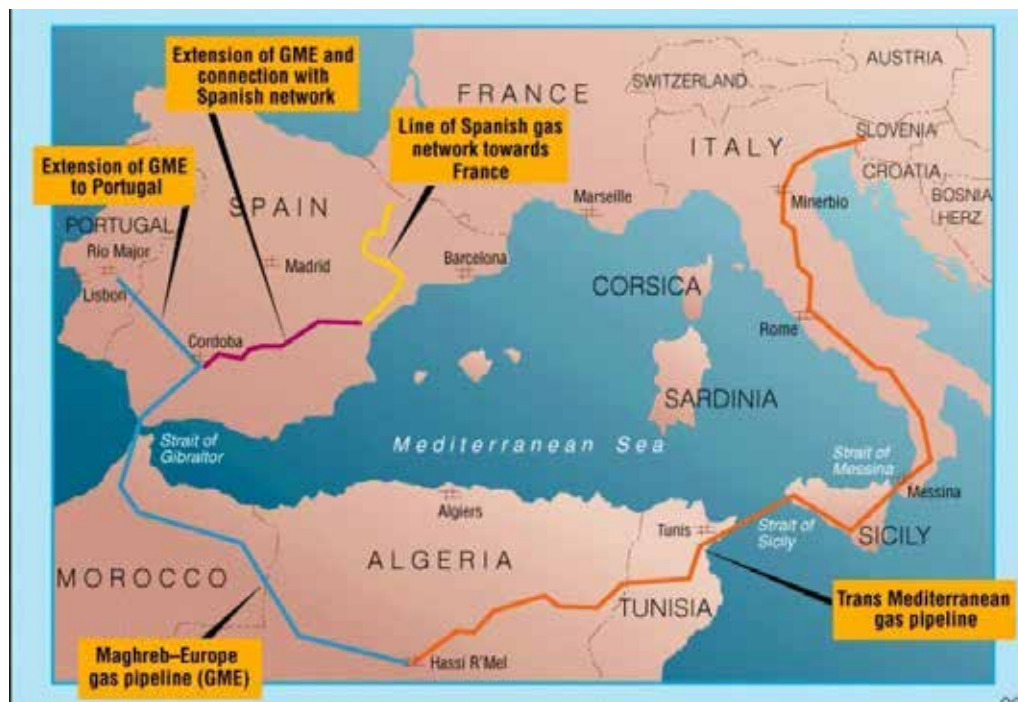 Extension of GME and
connection with
Spanish network
AUSTRIA
SWITZERLAND
FRANCE
Line of Spanish gas
network towards
France
SLOVENIA
ITALY
CROATIA
Extension of GME
to Portugal
BOSNIA
HERZ
Minerbio
Marseille
SPAIN
PORTUGAL
Rio Major
Madrid
Barcelona
CORSICA
Lisbon
Rome
Cordoba
SARDINIA
Strait of
Gibraltor
Mediterranean Sea
Strait of
Messina
Messina
Algiers
Tunis
Strait of
Sicily
SICILY
ALGERIA
MOROCCO
TUNISIA
Trans Mediterranean
gas pipeline
Hassi R'Mel
Maghreb–Europe
gas pipeline (GME)